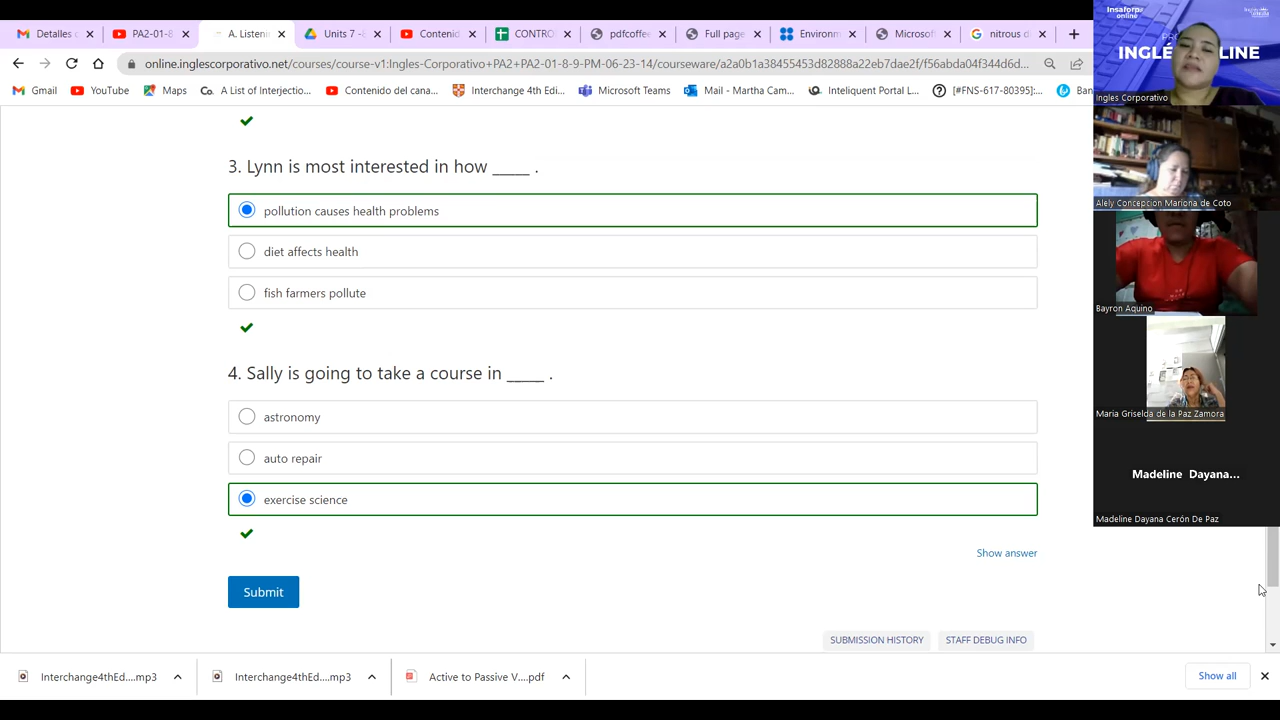 Detalles c
PA2-01-8
A. Listenin
Units 7 -
Contenid
CONTRO
pdfcoffe
Full page
Environm
Microsoft
nitrous d
online.inglescorporativo.net/courses/course-v1:Ingles-Corporativo+PA2+PA2-01-8-9-PM-06-23-14/courseware/a2a0b1a38455453d82888a22eb7dae2f/f56abda04f344d6d...
Gmail
YouTube
Maps
A List of Interjectio...
Contenido del cana...
Interchange 4th Edi...
Microsoft Teams
Mail - Martha Cam...
Inteliquent Portal L...
[#FNS-617-80395]:...
Ban
3. Lynn is most interested in how _____ .
pollution causes health problems
diet affects health
fish farmers pollute
4. Sally is going to take a course in _____ .
astronomy
auto repair
exercise science
Show answer
Submit
SUBMISSION HISTORY
STAFF DEBUG INFO
Interchange4thEd....mp3
Interchange4thEd....mp3
Active to Passive V....pdf
Show all
Insaforp
online
INGLÉ
LINE
Ingles Corporativo
Alely Concepcion Mariona de Coto
Bayron Aquino
Maria Griselda de la Paz Zamora
Madeline Dayana...
Madeline Dayana Cerón De Paz